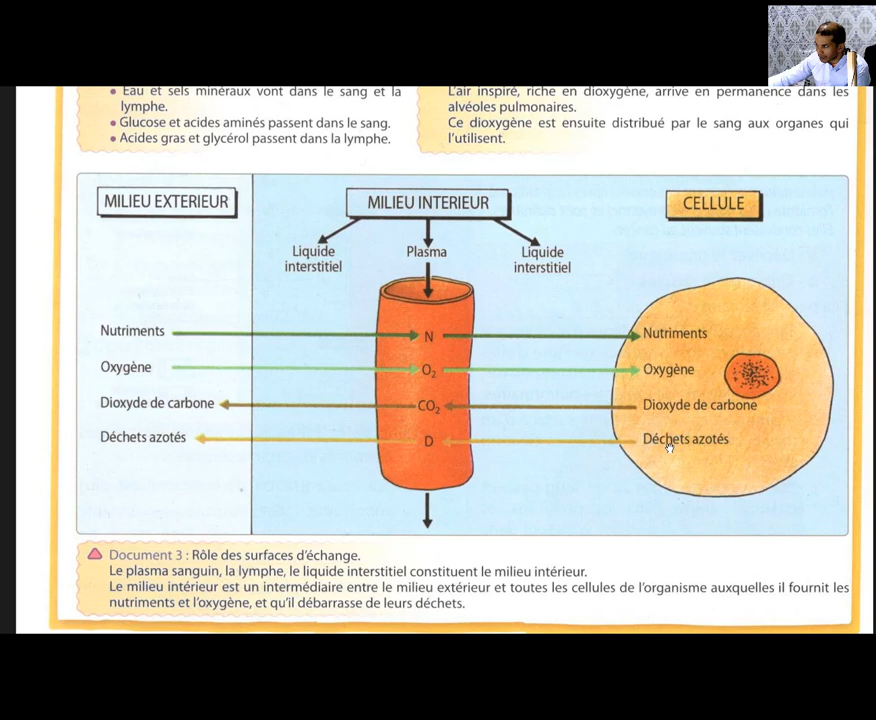 • Eau et sels minéraux vont dans le sang et la
lymphe.
• Glucose et acides aminés passent dans le sang.
• Acides gras et glycérol passent dans la lymphe.
L'air inspiré, riche en dioxygène, arrive en permanence dans les
alvéoles pulmonaires.
Ce dioxygène est ensuite distribué par le sang aux organes qui
l'utilisent.
MILIEU EXTERIEUR
MILIEU INTERIEUR
CELLULE
Liquide
interstitiel
Plasma
Liquide
interstitiel
Nutriments N Nutriments
Oxygène O₂ Oxygène
Dioxyde de carbone CO₂ Dioxyde de carbone
Déchets azotés D Déchets azotés
Document 3 : Rôle des surfaces d'échange.
Le plasma sanguin, la lymphe, le liquide interstitiel constituent le milieu intérieur.
Le milieu intérieur est un intermédiaire entre le milieu extérieur et toutes les cellules de l'organisme auxquelles il fournit les
nutriments et l'oxygène, et qu'il débarrasse de leurs déchets.